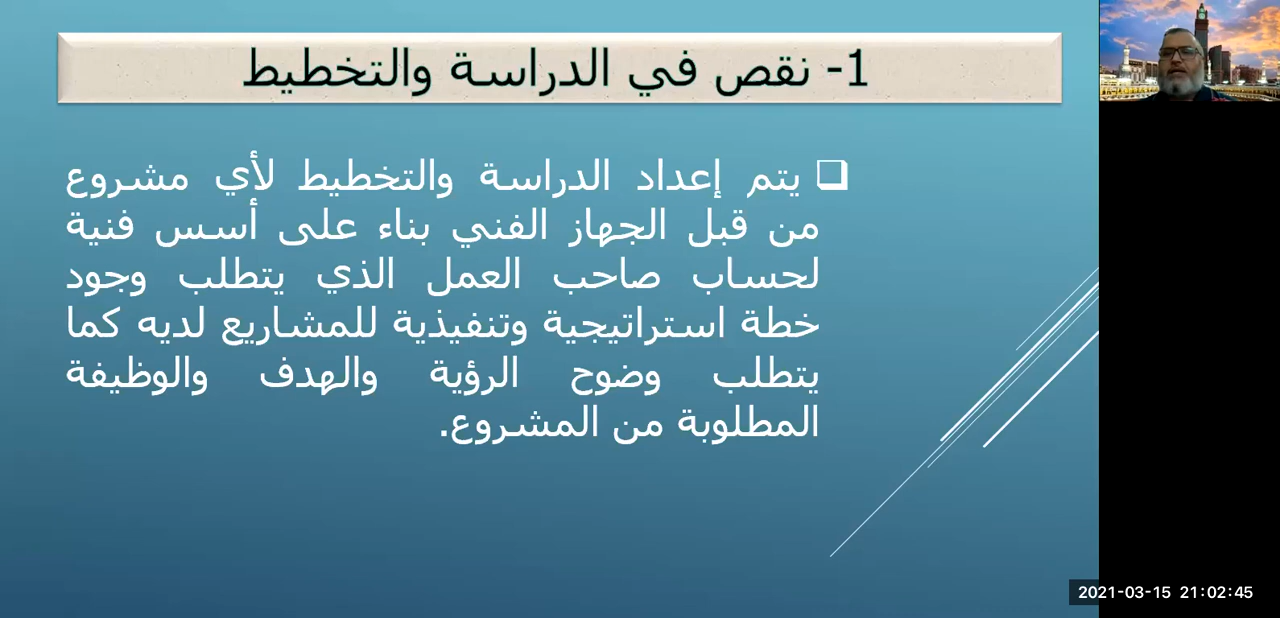 1- نقص في الدراسة والتخطيط
يتم إعداد الدراسة والتخطيط لأي مشروع
من قبل الجهاز الفني بناء على أسس فنية
لحساب صاحب العمل الذي يتطلب وجود
خطة استراتيجية وتنفيذية للمشاريع لديه كما
يتطلب وضوح الرؤية والهدف والوظيفة
المطلوبة من المشروع.
2021-03-15 21:02:45